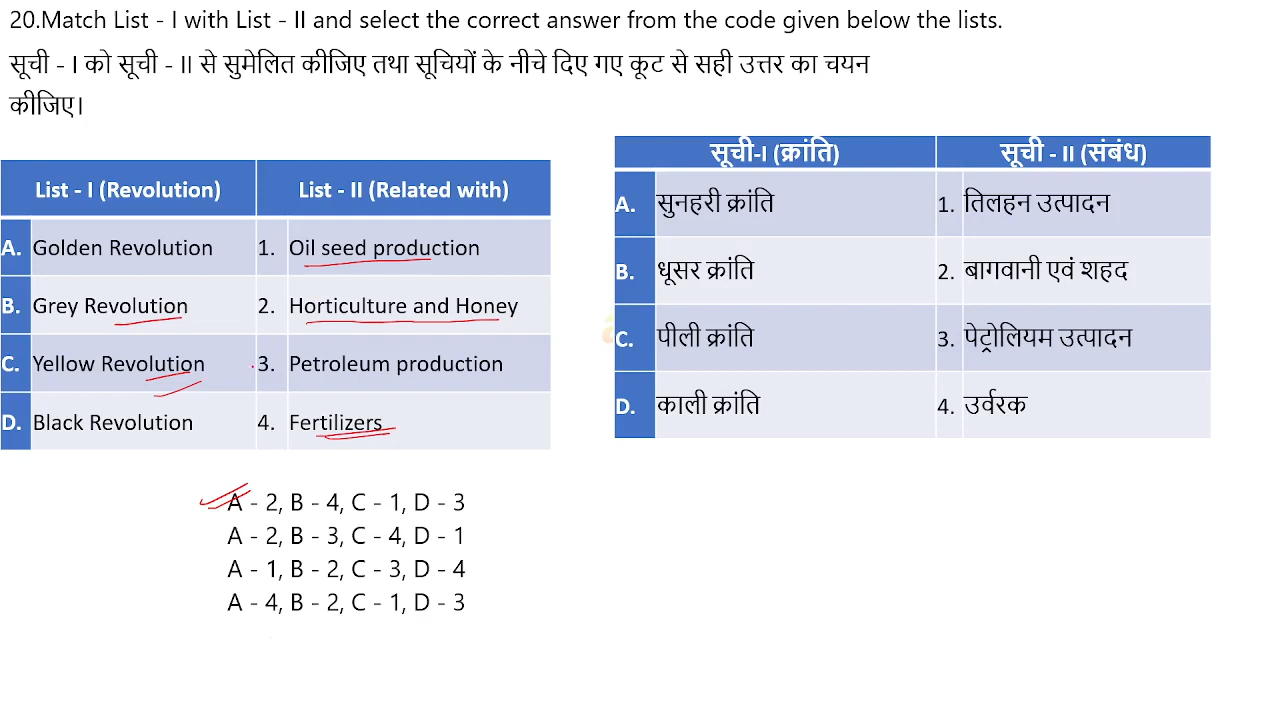 20.Match List - I with List - II and select the correct answer from the code given below the lists.
सूची - I को सूची - II से सुमेलित कीजिए तथा सूचियों के नीचे दिए गए कूट से सही उत्तर का चयन
कीजिए।
List - I (Revolution) List - II (Related with)
A. Golden Revolution 1. Oil seed production
B. Grey Revolution 2. Horticulture and Honey
C. Yellow Revolution 3. Petroleum production
D. Black Revolution 4. Fertilizers
सूची-I (क्रांति) सूची - II (संबंध)
A. सुनहरी क्रांति 1. तिलहन उत्पादन
B. धूसर क्रांति 2. बागवानी एवं शहद
C. पीली क्रांति 3. पेट्रोलियम उत्पादन
D. काली क्रांति 4. उर्वरक
A - 2, B - 4, C - 1, D - 3
A - 2, B - 3, C - 4, D - 1
A - 1, B - 2, C - 3, D - 4
A - 4, B - 2, C - 1, D - 3